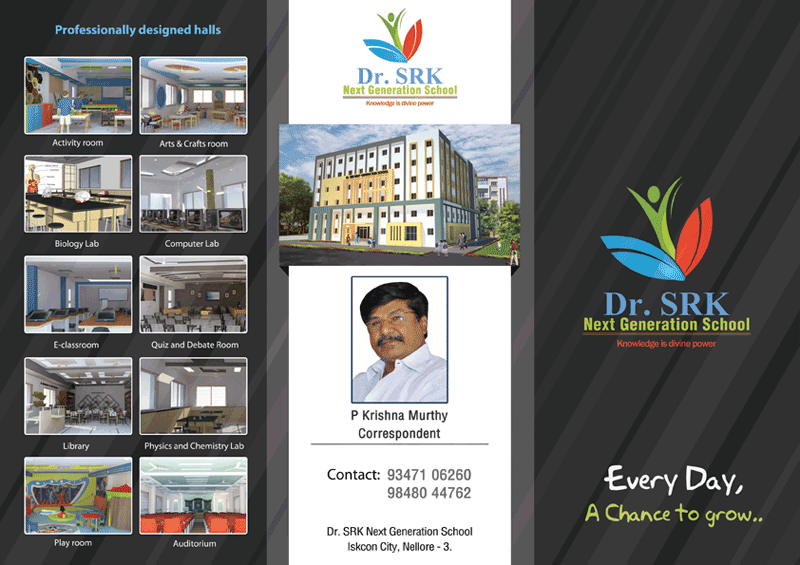 Professionally designed halls
Activity room
Arts & Crafts room
Biology Lab
Computer Lab
E-classroom
Quiz and Debate Room
Library
Physics and Chemistry Lab
Play room
Auditorium
Dr. SRK
Next Generation School
Knowledge is divine power
P Krishna Murthy
Correspondent
Contact: 93471 06260
98480 44762
Dr. SRK Next Generation School
Iskcon City, Nellore - 3.
Dr. SRK
Next Generation School
Knowledge is divine power
Every Day,
A Chance to grow..